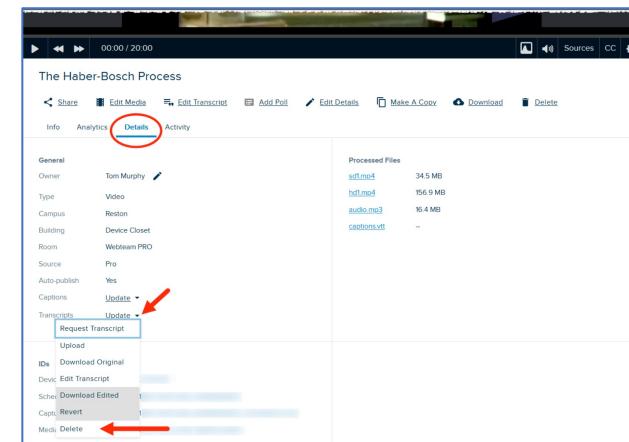 00:00 / 20:00 Sources CC
The Haber-Bosch Process
Share Edit Media Edit Transcript Add Poll Edit Details Make A Copy Download Delete
Info Analytics Details Activity
General
Owner Tom Murphy
Type Video
Campus Reston
Building Device Closet
Room Webteam PRO
Source Pro
Auto-publish Yes
Captions Update
Transcripts Update
Request Transcript
Upload
Download Original
Edit Transcript
Download Edited
Revert
Delete
IDs
Devic
Sche
Captu
Media
Processed Files
sd1.mp4 34.5 MB
hd1.mp4 156.9 MB
audio.mp3 16.4 MB
captions.vtt --